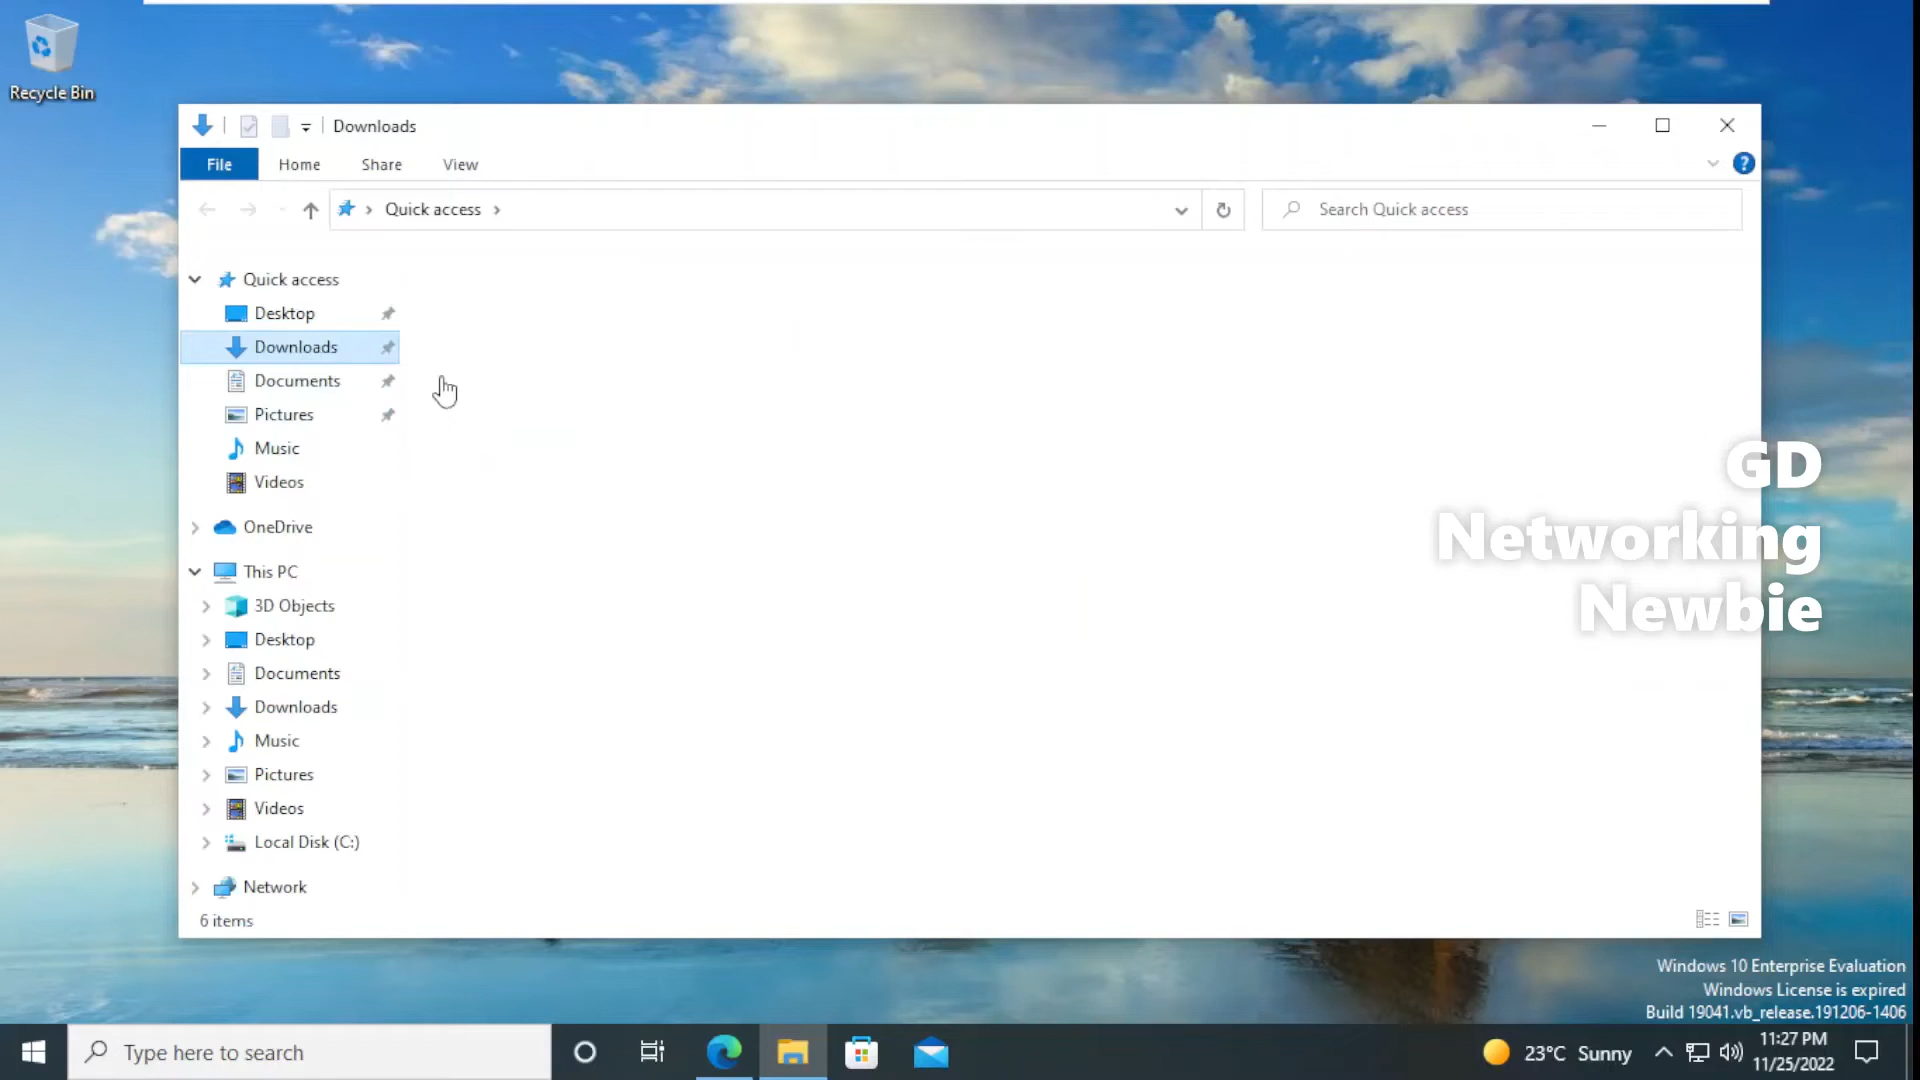 Recycle Bin
Downloads
File Home Share View
Quick access
Search Quick access
Quick access
Desktop
Downloads
Documents
Pictures
Music
Videos
OneDrive
This PC
3D Objects
Desktop
Documents
Downloads
Music
Pictures
Videos
Local Disk (C:)
Network
6 items
GD
Networking
Newbie
Windows 10 Enterprise Evaluation
Windows License is expired
Build 19041.vb_release.191206-1406
Type here to search
23°C Sunny
11:27 PM
11/25/2022